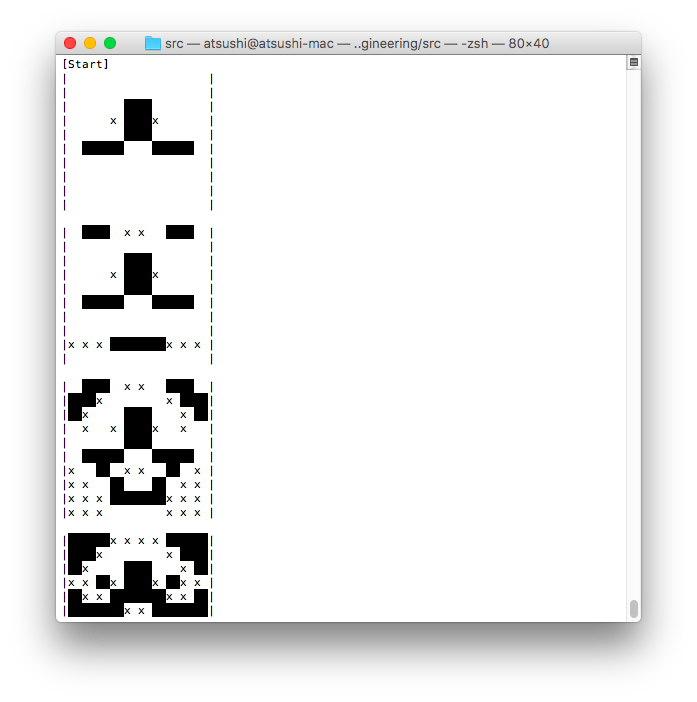 src — atsushi@atsushi-mac — ..gineering/src — -zsh — 80×40
[Start]
|                    |
|                    |
|        ████        |
|      x ████x       |
|        ████        |
|  ██████    ██████  |
|                    |
|                    |
|                    |
|                    |

|  ████  x x   ████  |
|                    |
|        ████        |
|      x ████x       |
|        ████        |
|  ██████    ██████  |
|                    |
|                    |
|x x x ████████x x x |
|                    |

|  ████  x x   ████  |
|████x         x ████|
|██x     ████    x ██|
|  x   x ████x   x   |
|        ████        |
|  ██████    ██████  |
|x   ██  x x   ██  x |
|x x   ██    ██  x x |
|x x x ████████x x x |
|x x x         x x x |

|██████x x x x ██████|
|████x         x ████|
|██x     ████    x ██|
|x x ██x ████x ██x x |
|██x x ████████x x ██|
|████████x x ████████|